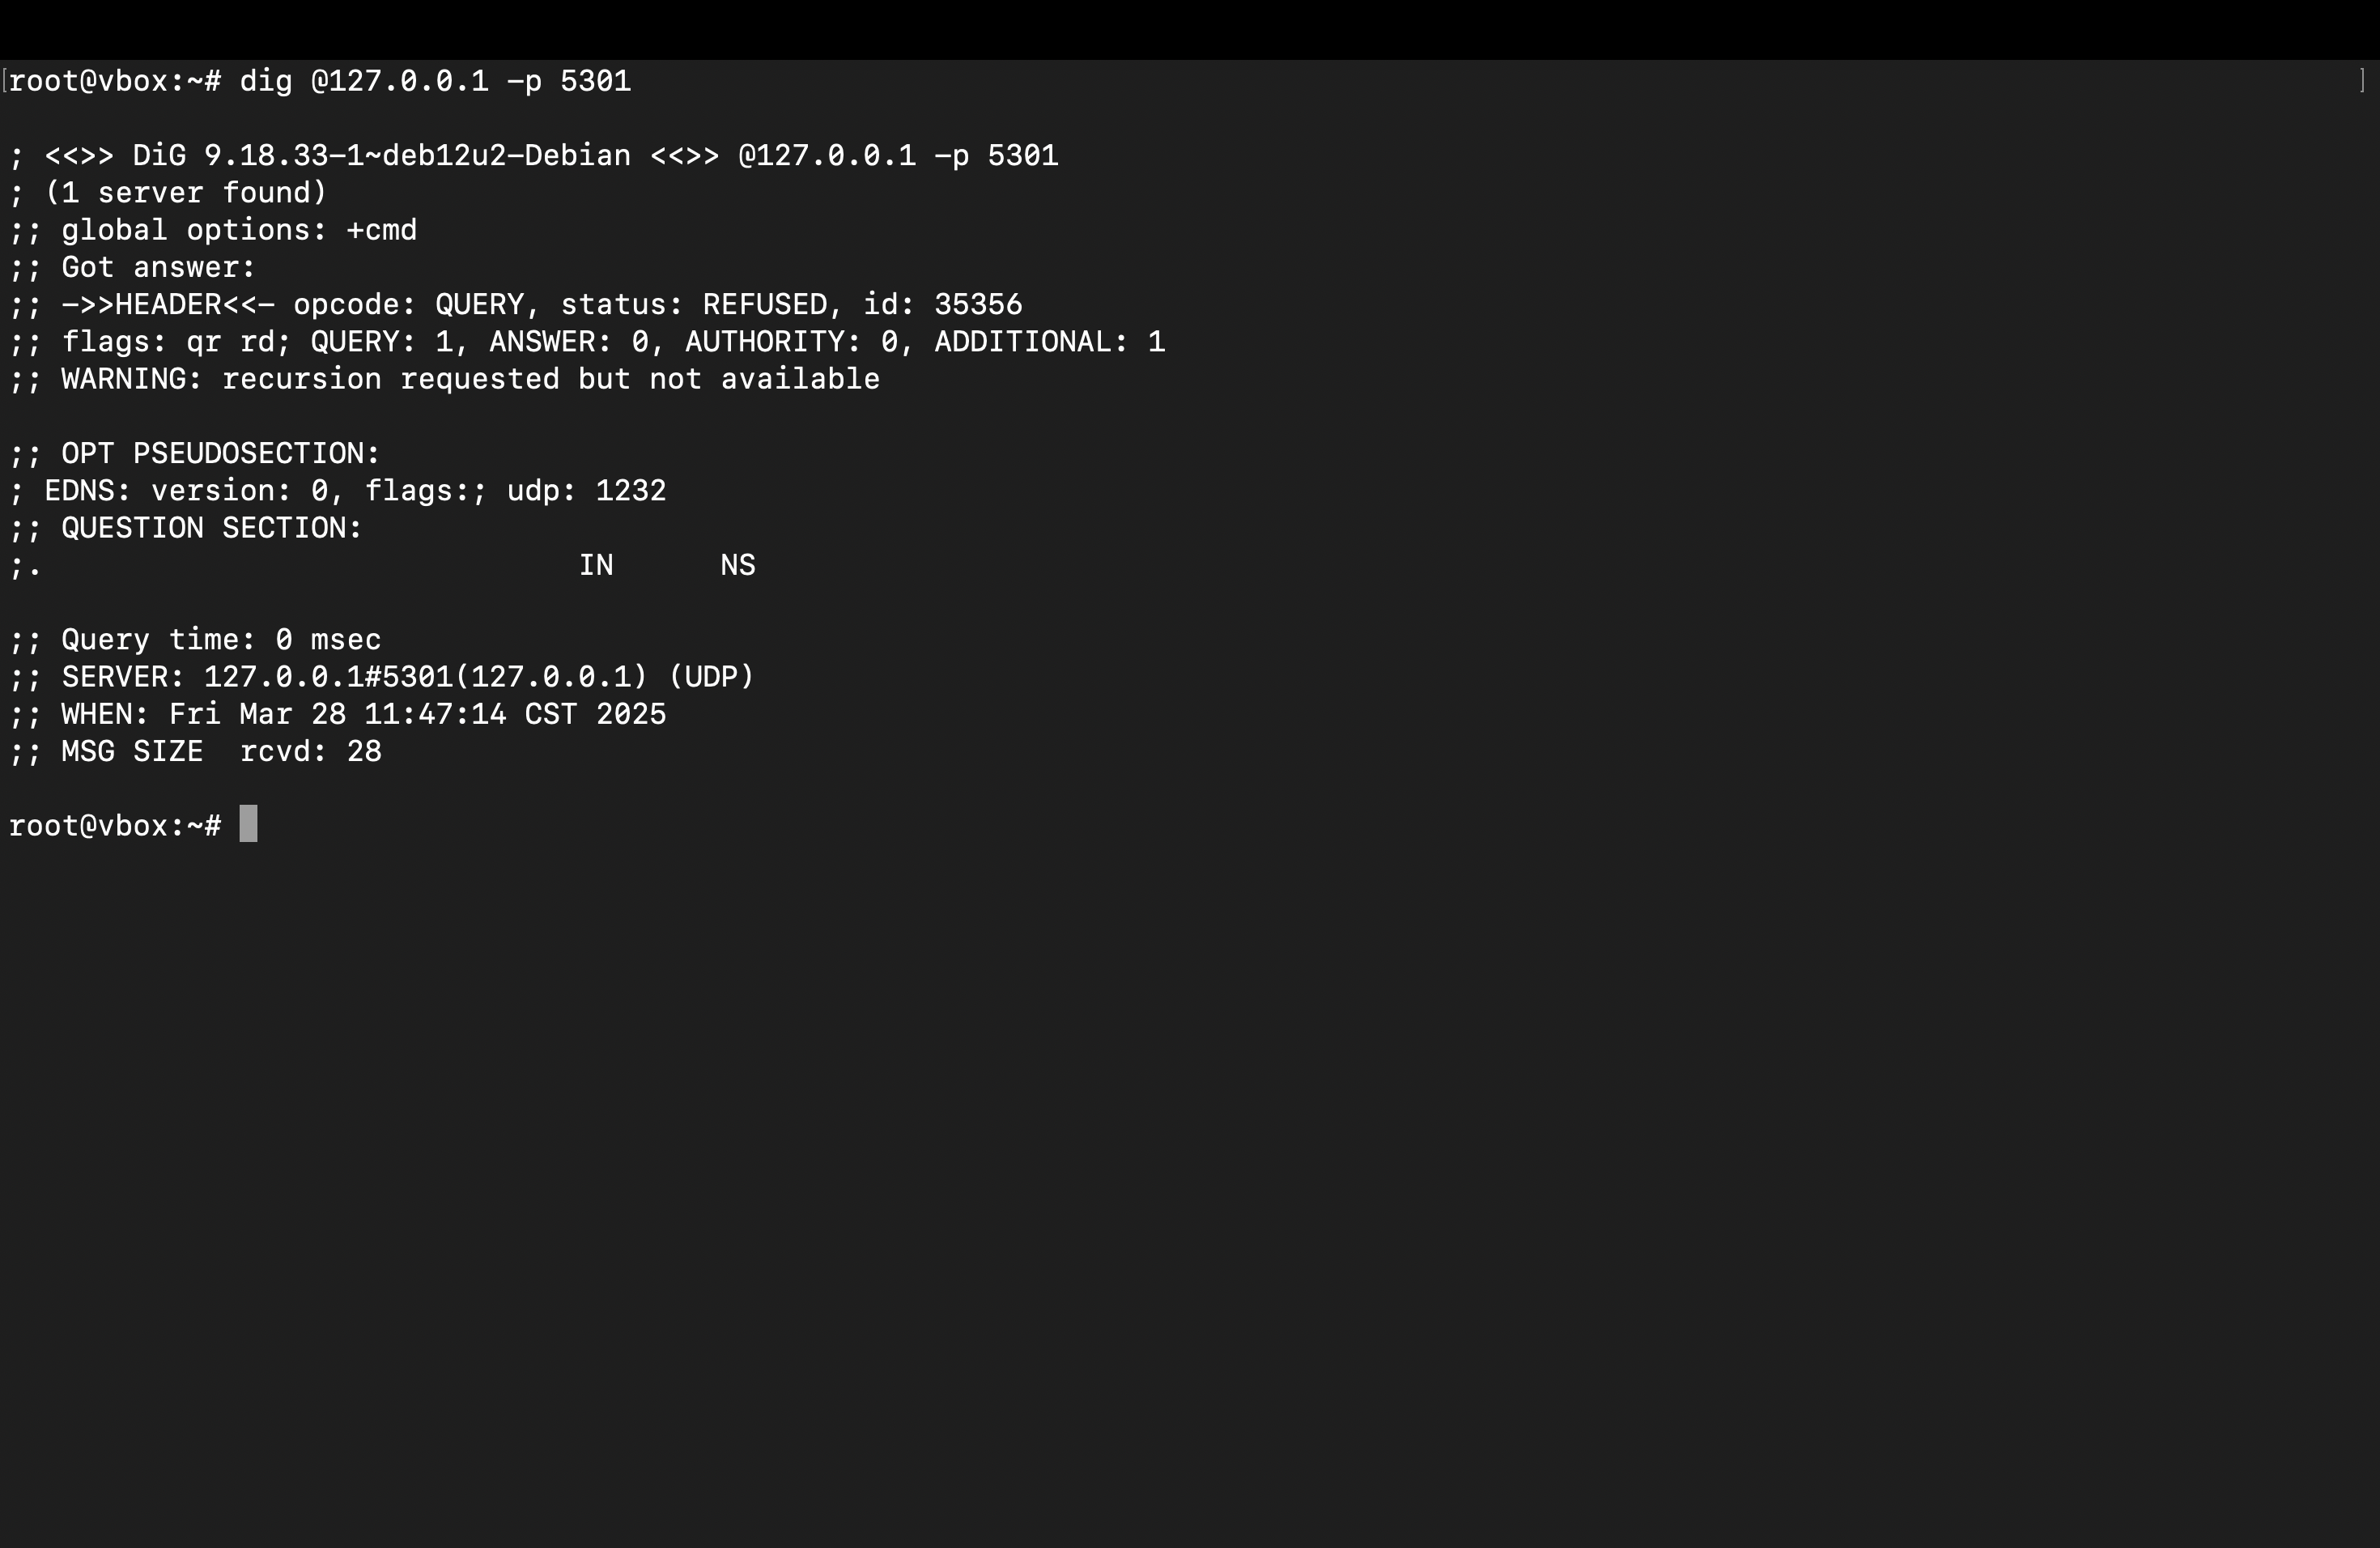 [root@vbox:~# dig @127.0.0.1 -p 5301 ]
; <<>> DiG 9.18.33-1~deb12u2-Debian <<>> @127.0.0.1 -p 5301
; (1 server found)
;; global options: +cmd
;; Got answer:
;; ->>HEADER<<- opcode: QUERY, status: REFUSED, id: 35356
;; flags: qr rd; QUERY: 1, ANSWER: 0, AUTHORITY: 0, ADDITIONAL: 1
;; WARNING: recursion requested but not available
;; OPT PSEUDOSECTION:
; EDNS: version: 0, flags:; udp: 1232
;; QUESTION SECTION:
;. IN NS
;; Query time: 0 msec
;; SERVER: 127.0.0.1#5301(127.0.0.1) (UDP)
;; WHEN: Fri Mar 28 11:47:14 CST 2025
;; MSG SIZE  rcvd: 28
root@vbox:~#